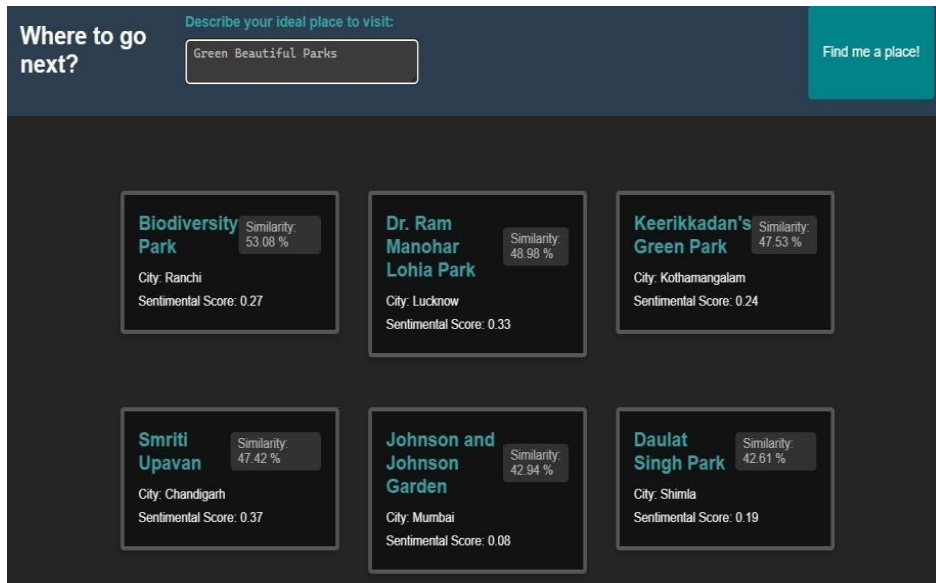 Where to go
next?
Describe your ideal place to visit:
Green Beautiful Parks
Find me a place!
Biodiversity
Park
Similarity:
53.08 %
City: Ranchi
Sentimental Score: 0.27
Dr. Ram
Manohar
Lohia Park
Similarity:
48.98 %
City: Lucknow
Sentimental Score: 0.33
Keerikkadan's
Green Park
Similarity:
47.53 %
City: Kothamangalam
Sentimental Score: 0.24
Smriti
Upavan
Similarity:
47.42 %
City: Chandigarh
Sentimental Score: 0.37
Johnson and
Johnson
Garden
Similarity:
42.94 %
City: Mumbai
Sentimental Score: 0.08
Daulat
Singh Park
Similarity:
42.61 %
City: Shimla
Sentimental Score: 0.19